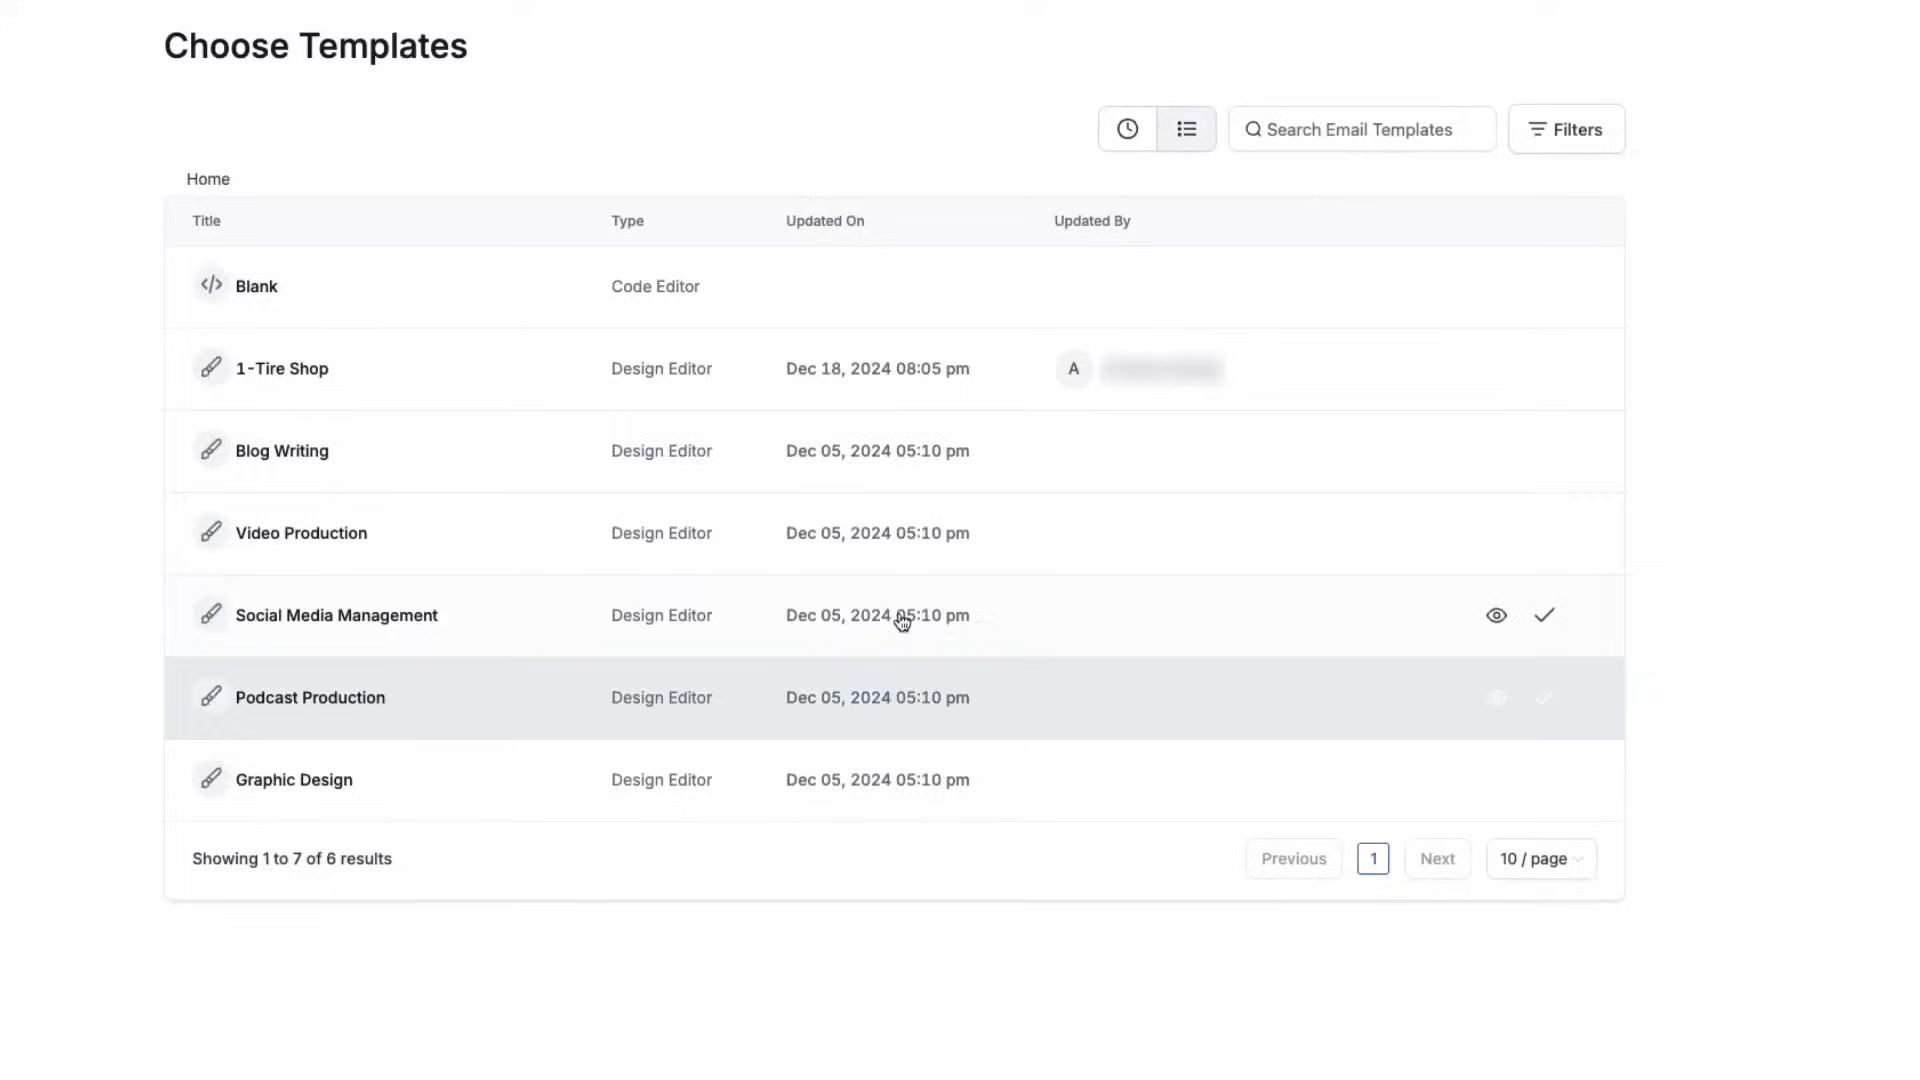 Choose Templates
Search Email Templates
Filters
Home
Title Type Updated On Updated By
</> Blank Code Editor
1-Tire Shop Design Editor Dec 18, 2024 08:05 pm A
Blog Writing Design Editor Dec 05, 2024 05:10 pm
Video Production Design Editor Dec 05, 2024 05:10 pm
Social Media Management Design Editor Dec 05, 2024 05:10 pm
Podcast Production Design Editor Dec 05, 2024 05:10 pm
Graphic Design Design Editor Dec 05, 2024 05:10 pm
Showing 1 to 7 of 6 results Previous 1 Next 10 / page